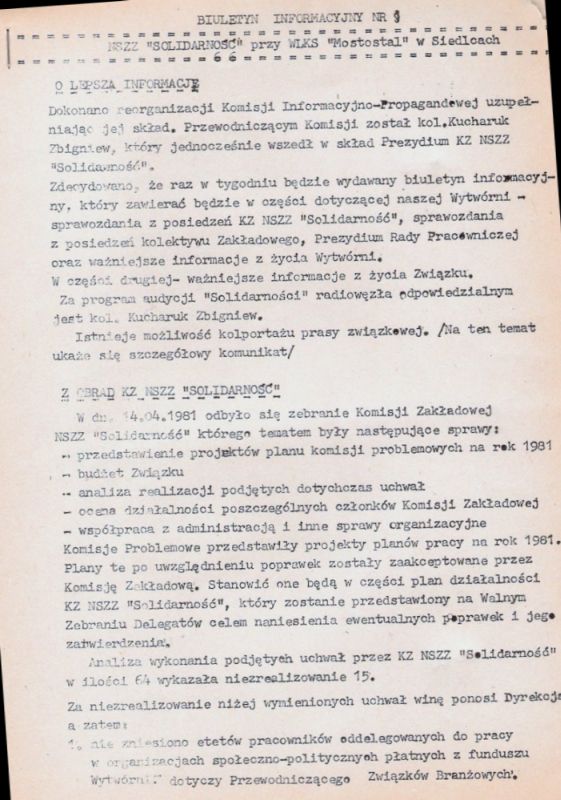 BIULETYN INFORMACYJNY NR
NSZZ "SOLIDARNOŚĆ" przy WLKS "Mostostal" w Siedlcach
O LEPSZĄ INFORMACJĘ
Dokonano reorganizacji Komisji Informacyjno-Propagandowej uzupeł-
niając jej skład. Przewodniczącym Komisji został kol.Kucharuk
Zbigniew, który jednocześnie wszedł w skład Prezydium KZ NSZZ
"Solidarność".
Zdecydowano, że raz w tygodniu będzie wydawany biuletyn informacyj-
ny, który zawierać będzie w części dotyczącej naszej Wytwórni -
sprawozdania z posiedzeń KZ NSZZ "Solidarność", sprawozdania
z posiedzeń kolektywu Zakładowego, Prezydium Rady Pracowniczej
oraz ważniejsze informacje z życia Wytwórni.
W części drugiej- ważniejsze informacje z życia Związku.
Za program audycji "Solidarności" radiowęzła odpowiedzialnym
jest kol. Kucharuk Zbigniew.
Istnieje możliwość kolportażu prasy związkowej. /Na ten temat
ukaże się szczegółowy komunikat/
Z OBRAD KZ NSZZ "SOLIDARNOŚĆ"
W dn. 14.04.1981 odbyło się zebranie Komisji Zakładowej
NSZZ "Solidarność" którego tematem były następujące sprawy:
- przedstawienie projektów planu komisji problemowych na rok 1981
- budżet Związku
- analiza realizacji podjętych dotychczas uchwał
- ocena działalności poszczególnych członków Komisji Zakładowej
- współpraca z administracją i inne sprawy organizacyjne
Komisje Problemowe przedstawiły projekty planów pracy na rok 1981.
Plany te po uwzględnieniu poprawek zostały zaakceptowane przez
Komisję Zakładową. Stanowić one będą w części plan działalności
KZ NSZZ "Solidarność", który zostanie przedstawiony na Walnym
Zebraniu Delegatów celem naniesienia ewentualnych poprawek i jego
zatwierdzenia.
Analiza wykonania podjętych uchwał przez KZ NSZZ "Solidarność"
w ilości 64 wykazała niezrealizowanie 15.
Za niezrealizowanie niżej wymienionych uchwał winę ponosi Dyrekcja
a zatem:
1. nie zniesiono etetów pracowników oddelegowanych do pracy
w organizacjach społeczno-politycznych płatnych z funduszu
Wytwórni." dotyczy Przewodniczącego Związków Branżowych.